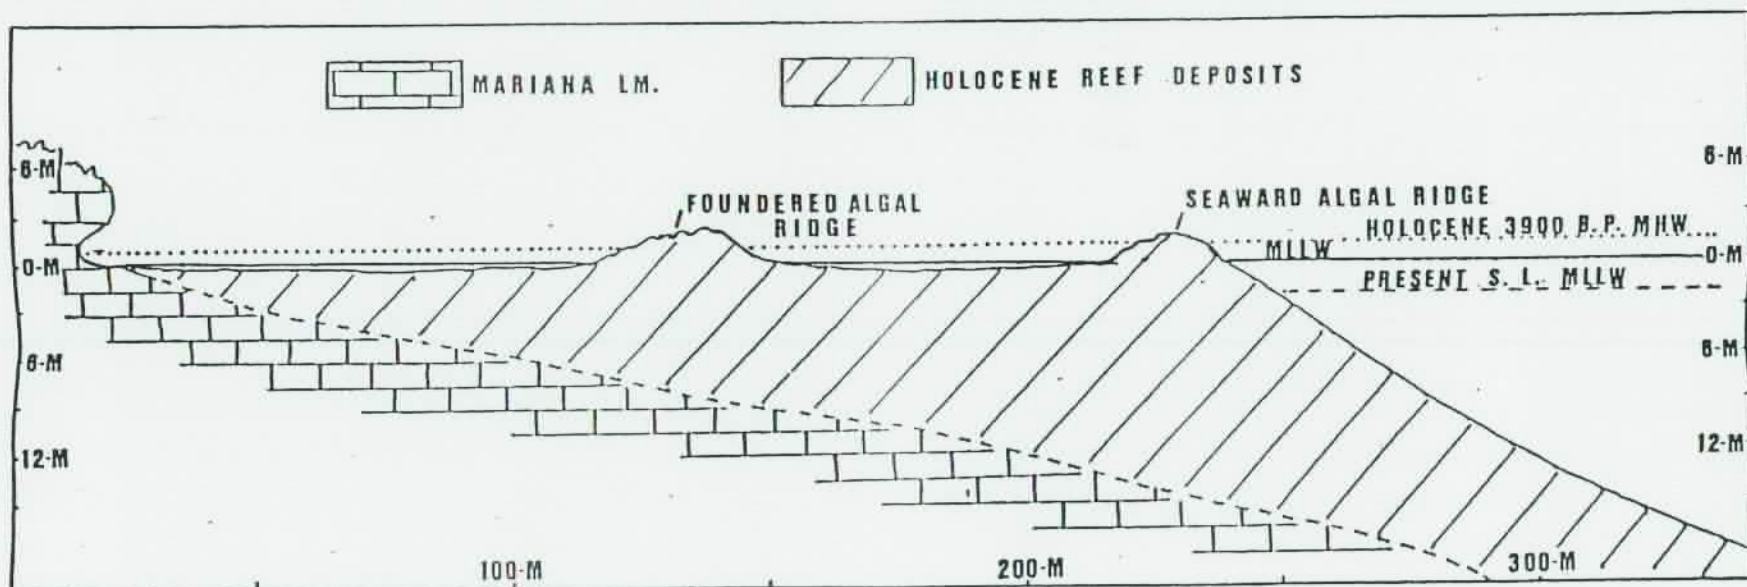 MARIANA LM.
HOLOCENE REEF DEPOSITS
6-M
6-M
FOUNDERED ALGAL
RIDGE
SEAWARD ALGAL RIDGE
HOLOCENE 3900 B.P. MHW
MLLW
0-M
0-M
PRESENT S.L. MLLW
6-M
6-M
12-M
12-M
100-M
200-M
300-M